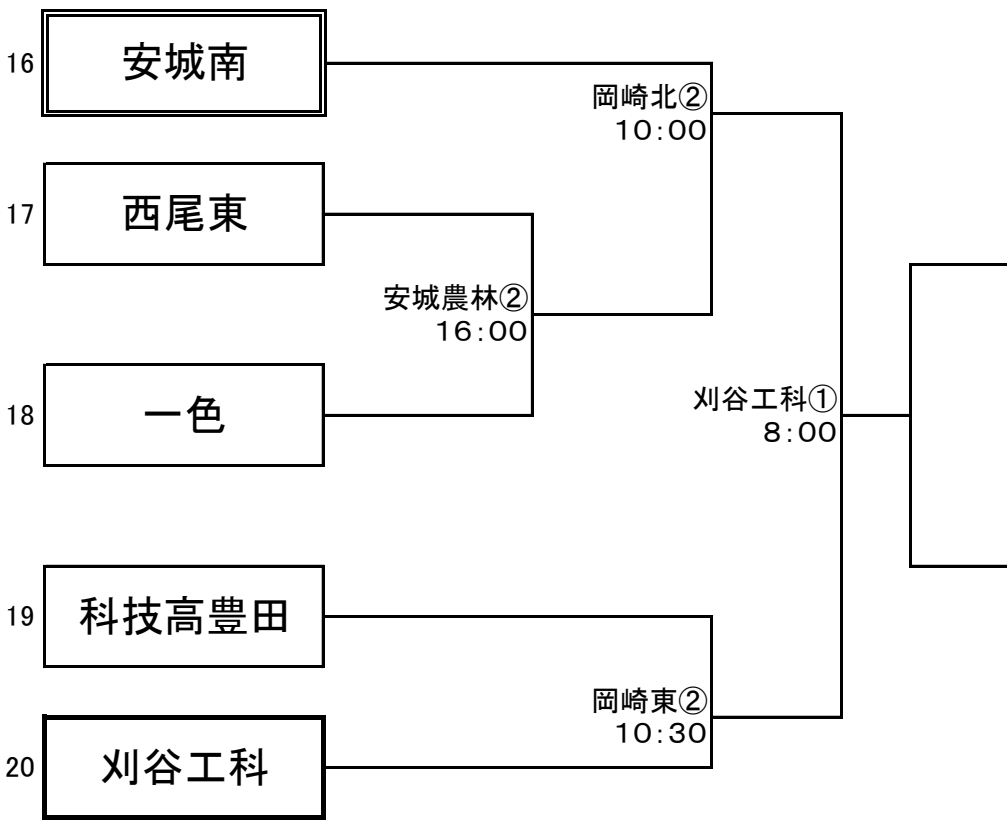 16 安城南
岡崎北②
10:00
17 西尾東
安城農林②
16:00
18 一色
刈谷工科①
8:00
19 科技高豊田
岡崎東②
10:30
20 刈谷工科